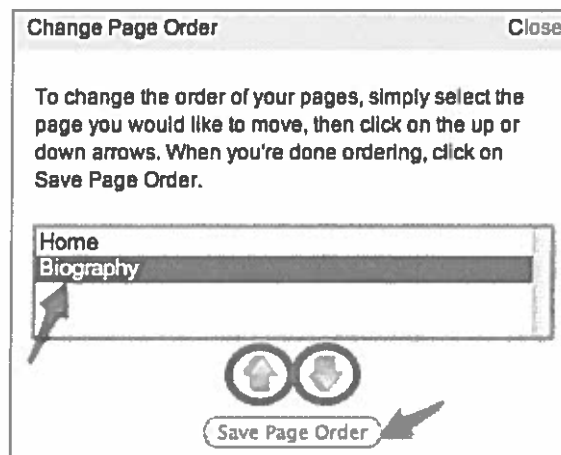 Change Page Order Close
To change the order of your pages, simply select the
page you would like to move, then click on the up or
down arrows. When you're done ordering, click on
Save Page Order.
Home
Biography
Save Page Order